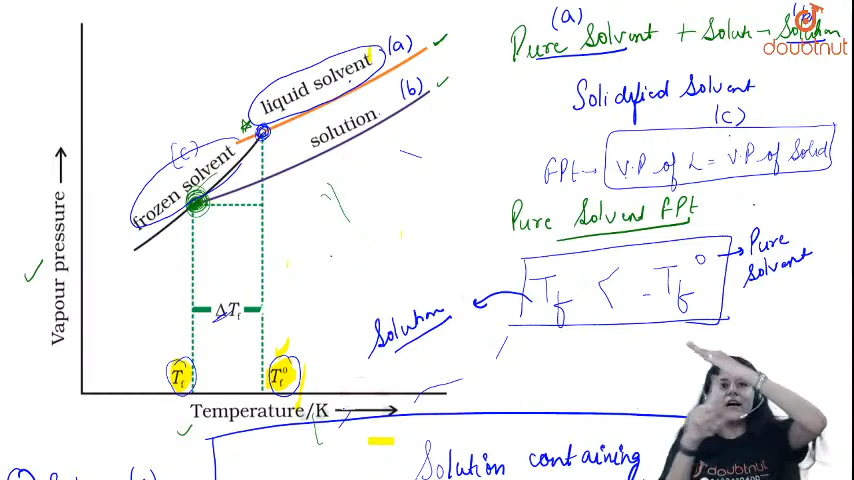 (a)
(b)
Pure Solvent + Solute → Solution
doubtnut
liquid solvent
(a)
Solidified Solvent
(b)
solution
(c)
(c)
frozen solvent
FPt → V.P of L = V.P of Solid
Pure Solvent FPt
Vapour pressure
Tf < Tf° → Pure Solvent
Solution
ΔTf
Tf
Tf°
Temperature/K
Solution containing
doubtnut